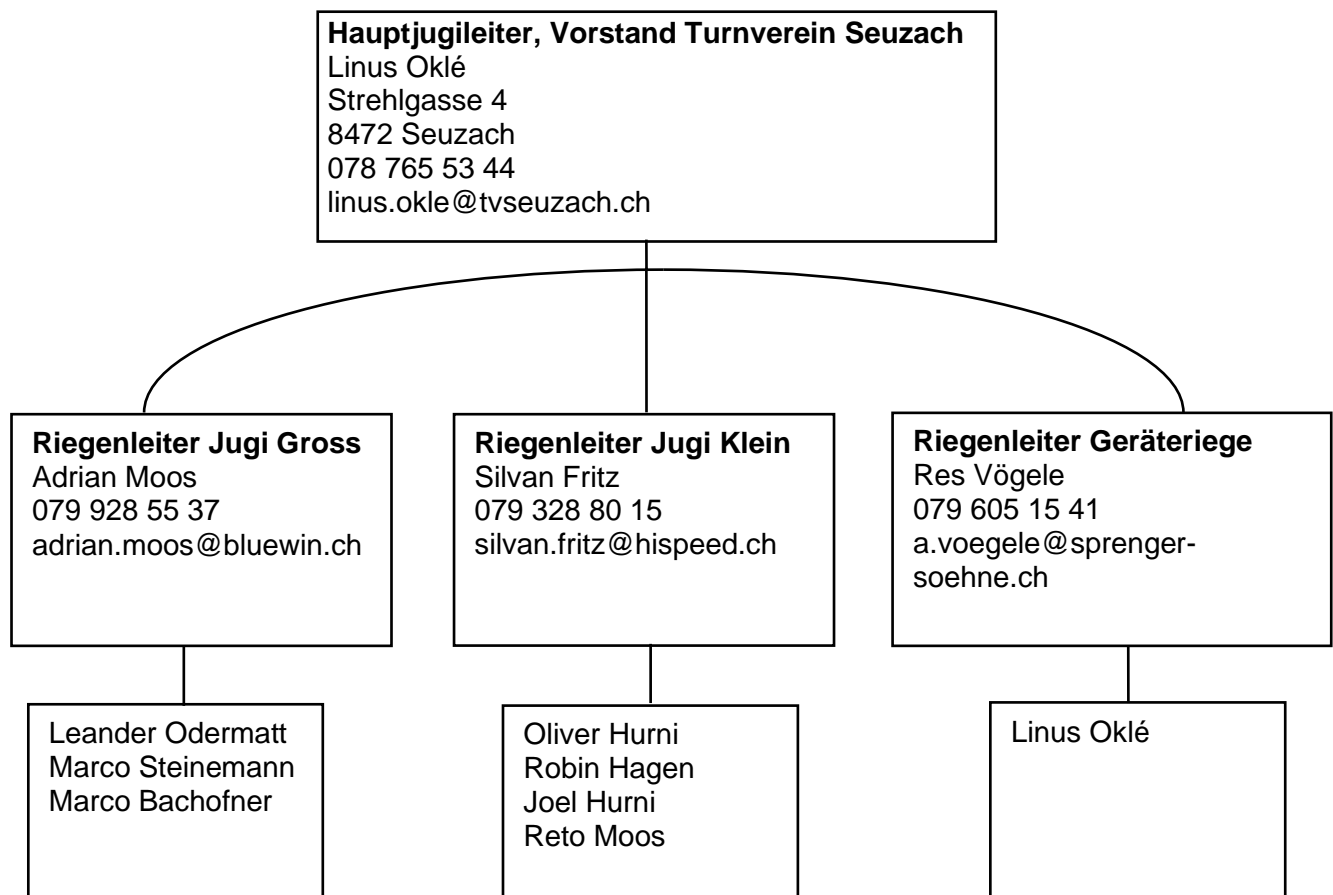 Hauptjugileiter, Vorstand Turnverein Seuzach
Linus Oklé
Strehlgasse 4
8472 Seuzach
078 765 53 44
linus.okle@tvseuzach.ch
Riegenleiter Jugi Gross
Adrian Moos
079 928 55 37
adrian.moos@bluewin.ch
Riegenleiter Jugi Klein
Silvan Fritz
079 328 80 15
silvan.fritz@hispeed.ch
Riegenleiter Geräteriege
Res Vögele
079 605 15 41
a.voegele@sprenger-
soehne.ch
Leander Odermatt
Marco Steinemann
Marco Bachofner
Oliver Hurni
Robin Hagen
Joel Hurni
Reto Moos
Linus Oklé